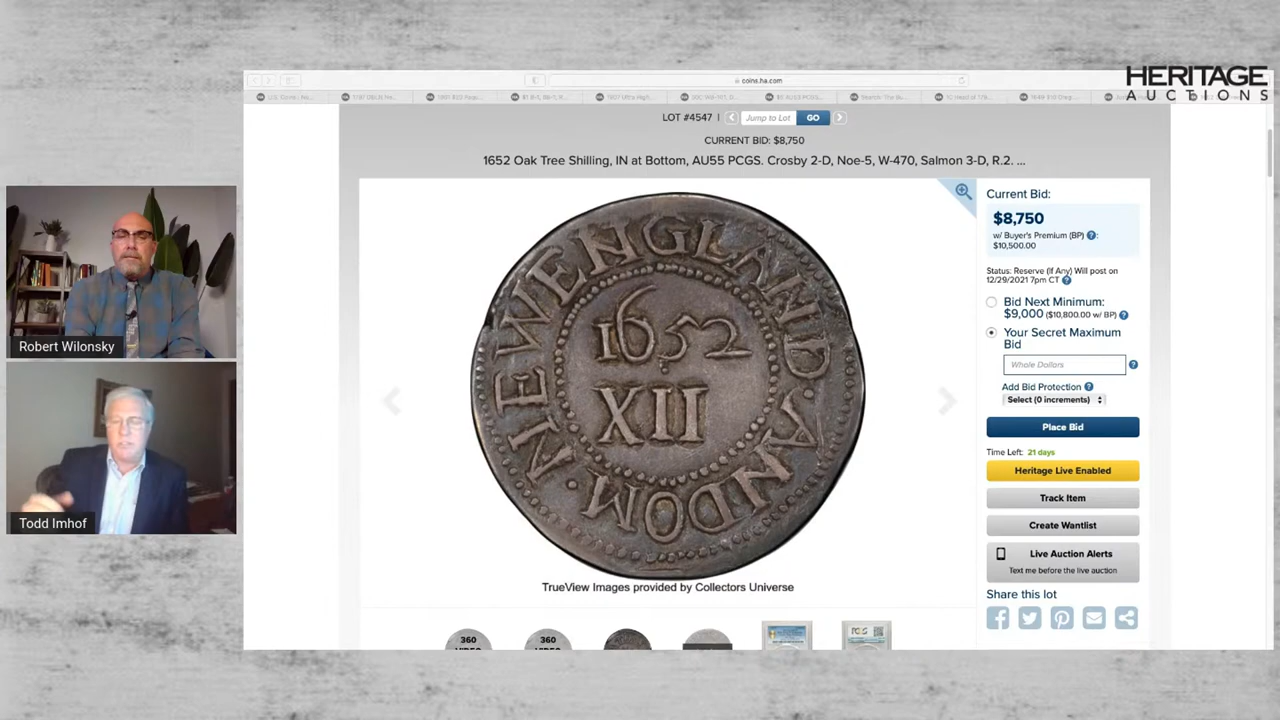 HERITAGE
AUCTIONS
coins.ha.com
LOT #4547 | Jump to Lot GO
CURRENT BID: $8,750
1652 Oak Tree Shilling, IN at Bottom, AU55 PCGS. Crosby 2-D, Noe-5, W-470, Salmon 3-D, R.2. ...
NEW ENGLAND · AN DOM ·
1652
XII
TrueView Images provided by Collectors Universe
360
360
PCGS
Current Bid:
$8,750
w/ Buyer's Premium (BP) ?:
$10,500.00
Status: Reserve (If Any) Will post on
12/29/2021 7pm CT ?
Bid Next Minimum:
$9,000 ($10,800.00 w/ BP) ?
Your Secret Maximum
Bid
Whole Dollars ?
Add Bid Protection ?
Select (0 increments)
Place Bid
Time Left: 21 days
Heritage Live Enabled
Track Item
Create Wantlist
Live Auction Alerts
Text me before the live auction
Share this lot
Robert Wilonsky
Todd Imhof